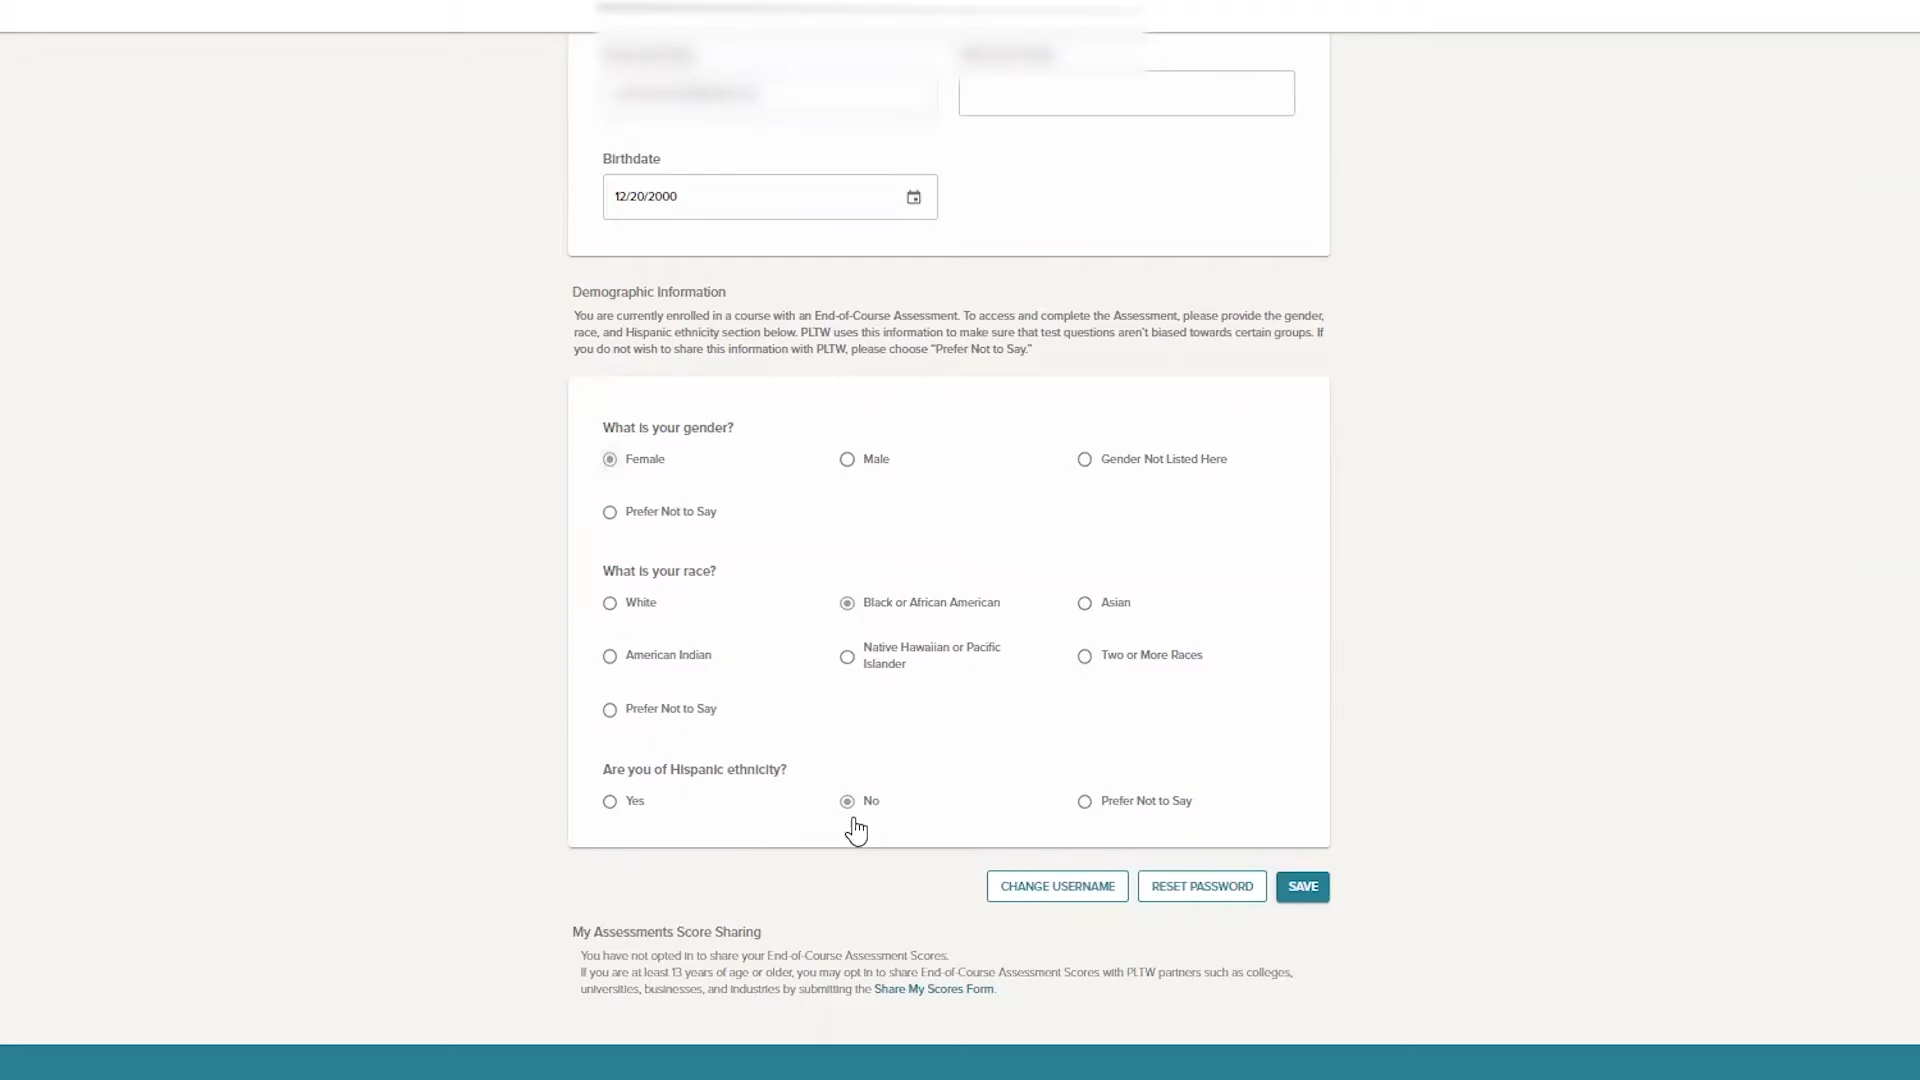 Birthdate
12/20/2000
Demographic Information
You are currently enrolled in a course with an End-of-Course Assessment. To access and complete the Assessment, please provide the gender,
race, and Hispanic ethnicity section below. PLTW uses this information to make sure that test questions aren't biased towards certain groups. If
you do not wish to share this information with PLTW, please choose "Prefer Not to Say."
What is your gender?
Female Male Gender Not Listed Here
Prefer Not to Say
What is your race?
White Black or African American Asian
American Indian Native Hawaiian or Pacific Islander Two or More Races
Prefer Not to Say
Are you of Hispanic ethnicity?
Yes No Prefer Not to Say
CHANGE USERNAME RESET PASSWORD SAVE
My Assessments Score Sharing
You have not opted in to share your End-of-Course Assessment Scores.
If you are at least 13 years of age or older, you may opt in to share End-of-Course Assessment Scores with PLTW partners such as colleges,
universities, businesses, and industries by submitting the Share My Scores Form.